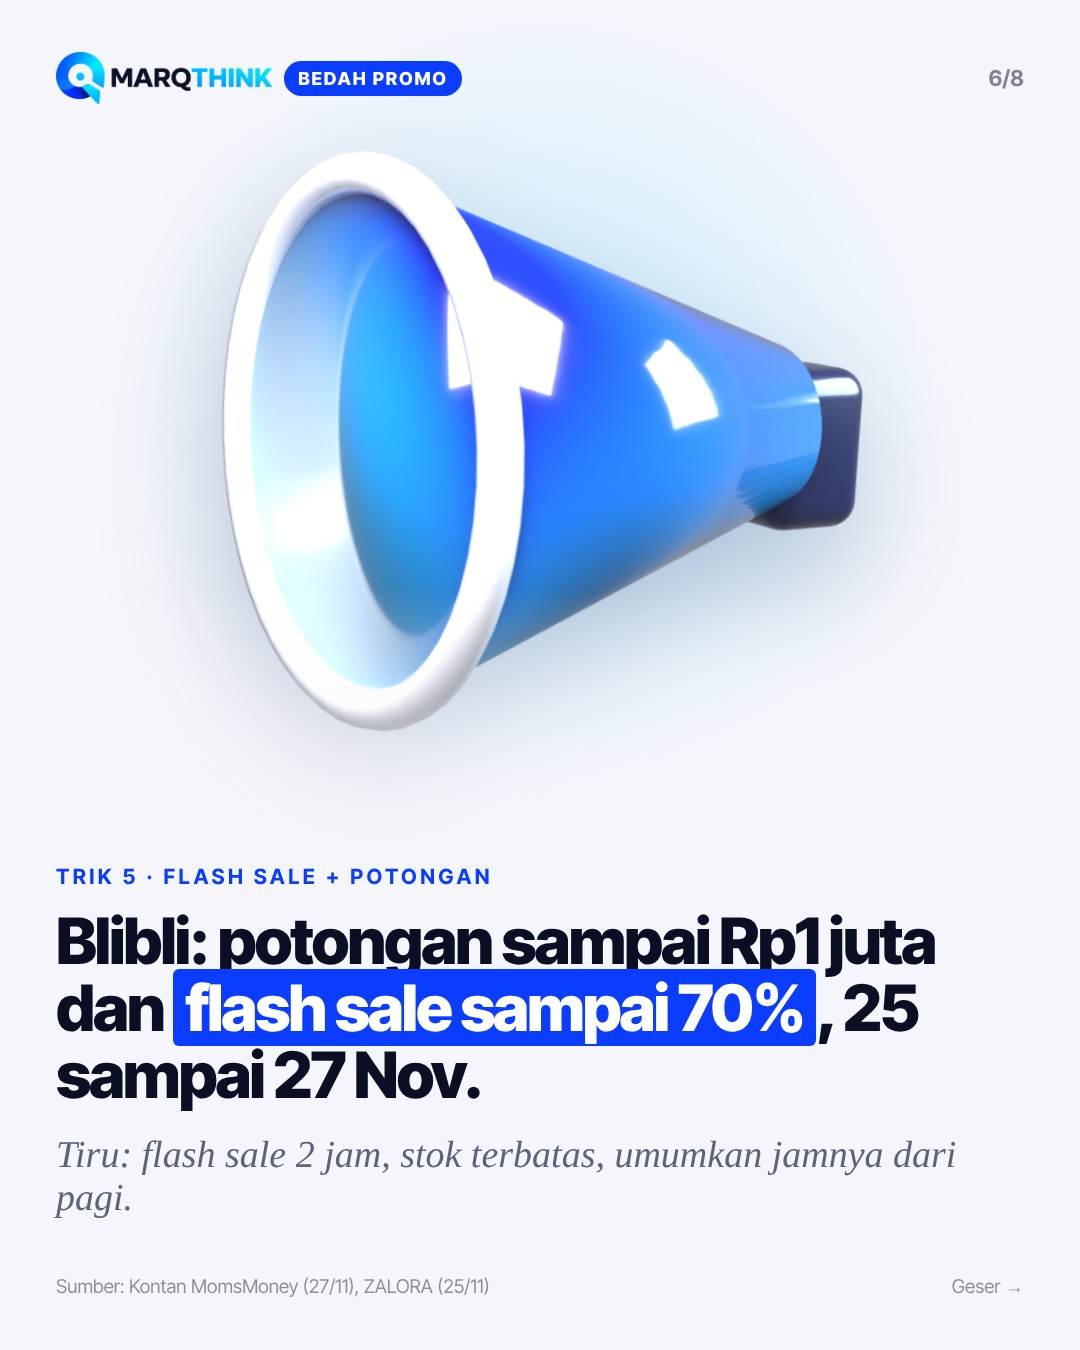 MARQTHINK BEDAH PROMO 6/8
TRIK 5 · FLASH SALE + POTONGAN
Blibli: potongan sampai Rp1 juta
dan flash sale sampai 70%, 25
sampai 27 Nov.
Tiru: flash sale 2 jam, stok terbatas, umumkan jamnya dari
pagi.
Sumber: Kontan MomsMoney (27/11), ZALORA (25/11) Geser →